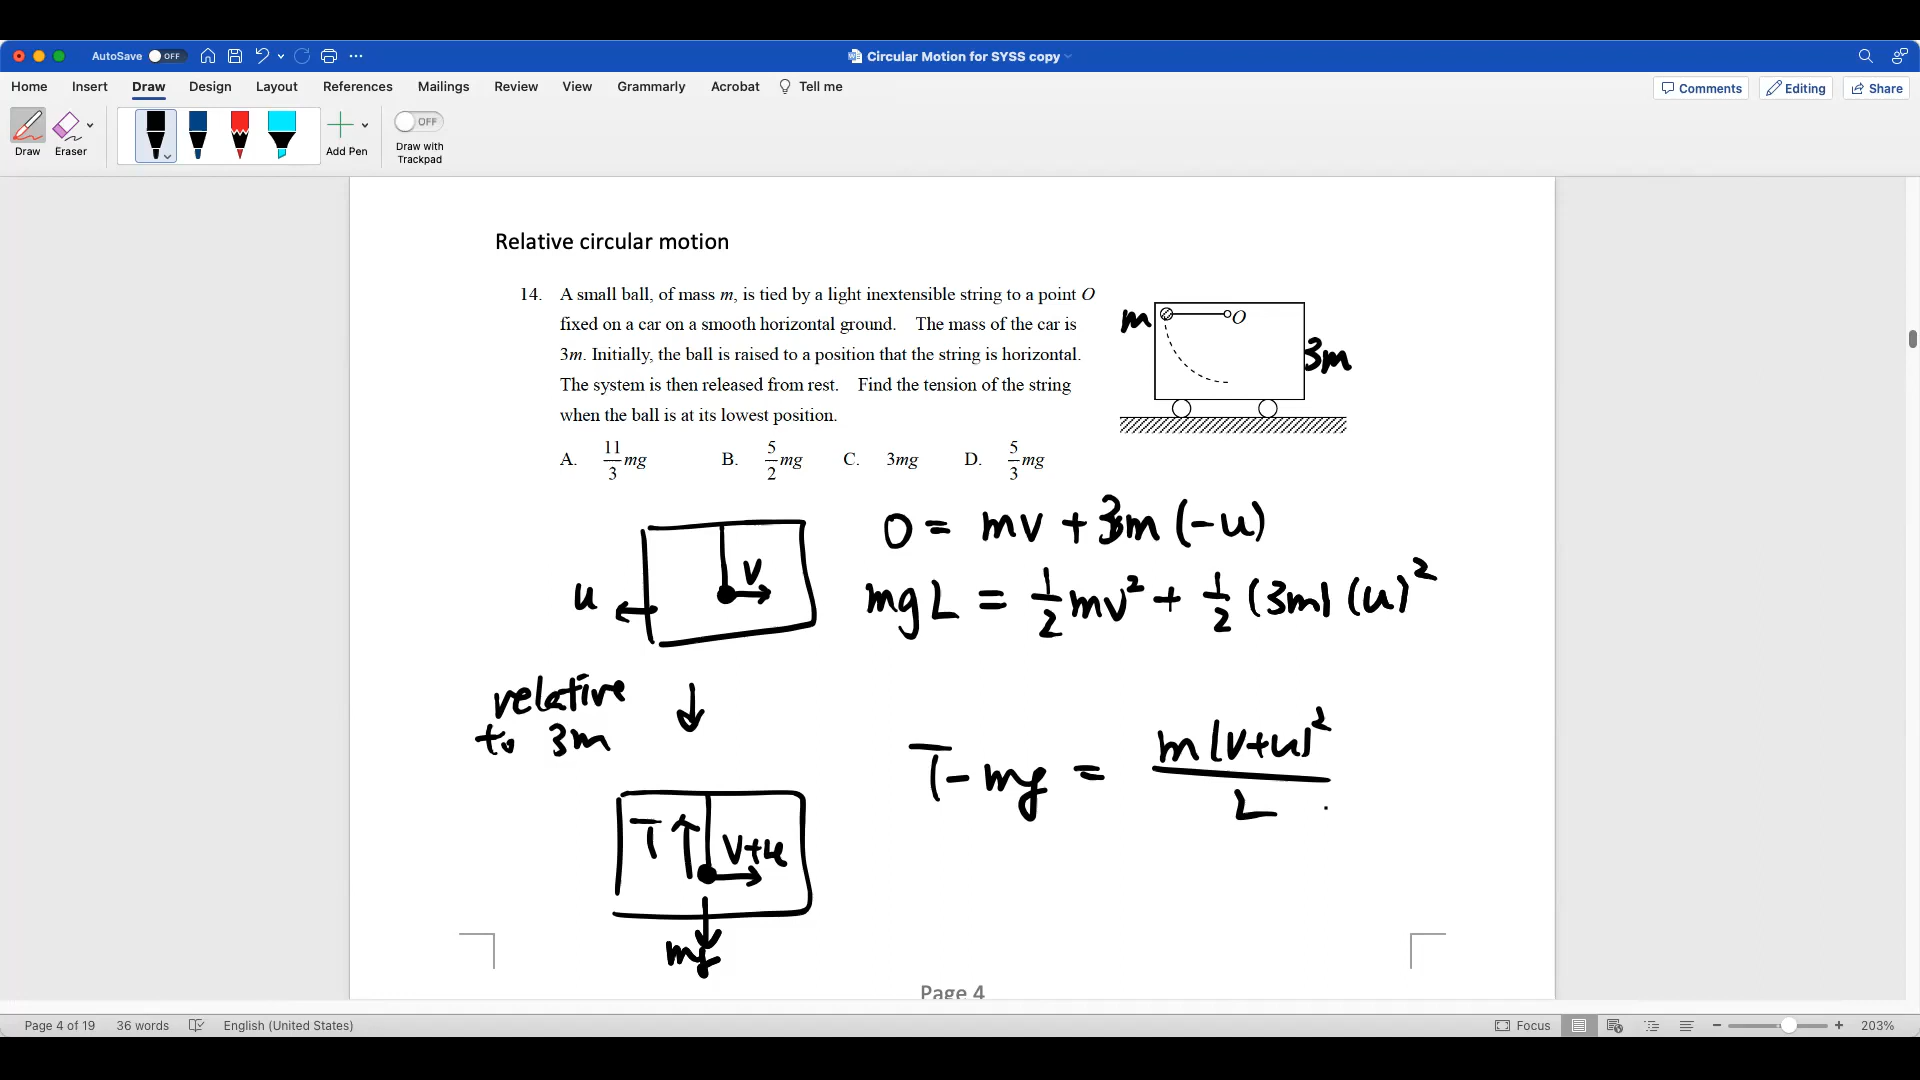 AutoSave OFF
Circular Motion for SYSS copy
Home Insert Draw Design Layout References Mailings Review View Grammarly Acrobat Tell me
Comments Editing Share
Draw Eraser Add Pen OFF Draw with Trackpad
Relative circular motion
14. A small ball, of mass m, is tied by a light inextensible string to a point O
fixed on a car on a smooth horizontal ground. The mass of the car is
3m. Initially, the ball is raised to a position that the string is horizontal.
The system is then released from rest. Find the tension of the string
when the ball is at its lowest position.
m O
3m
A. 11/3 mg B. 5/2 mg C. 3mg D. 5/3 mg
0 = mv + 3m (-u)
u v
mgL = 1/2 mv² + 1/2 (3m) (u)²
relative
to 3m
T - mg = m(v+u)² / L
T v+u
mg
Page 4
Page 4 of 19 36 words English (United States) Focus 203%